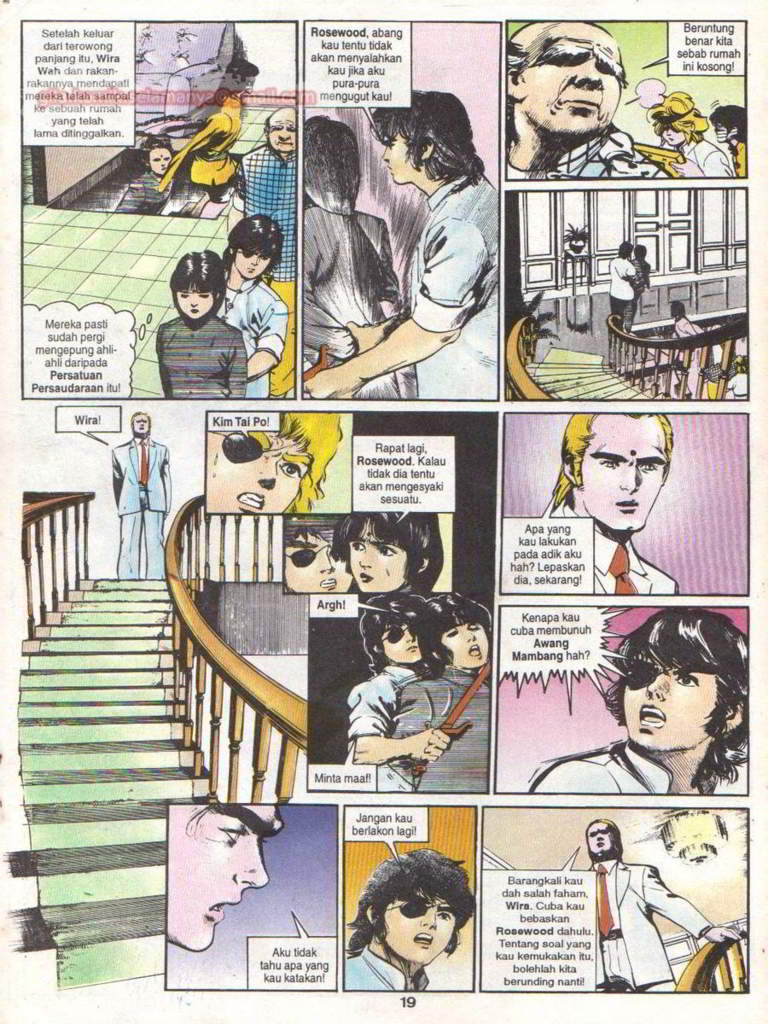 Setelah keluar
dari terowong
panjang itu, Wira
Wah dan rakan-
rakannya mendapati
mereka telah sampai
ke sebuah rumah
yang telah
lama ditinggalkan.
Mereka pasti
sudah pergi
mengepung ahli-
ahli daripada
Persatuan
Persaudaraan itu!
Rosewood, abang
kau tentu tidak
akan menyalahkan
kau jika aku
pura-pura
mengugut kau!
Beruntung
benar kita
sebab rumah
ini kosong!
Wira!
Kim Tai Po!
Rapat lagi,
Rosewood. Kalau
tidak dia tentu
akan mengesyaki
sesuatu.
Argh!
Minta maaf!
Apa yang
kau lakukan
pada adik aku
hah? Lepaskan
dia, sekarang!
Kenapa kau
cuba membunuh
Awang
Mambang hah?
Aku tidak
tahu apa yang
kau katakan!
Jangan kau
berlakon lagi!
Barangkali kau
dah salah faham,
Wira. Cuba kau
bebaskan
Rosewood dahulu.
Tentang soal yang
kau kemukakan itu,
bolehlah kita
berunding nanti!
19